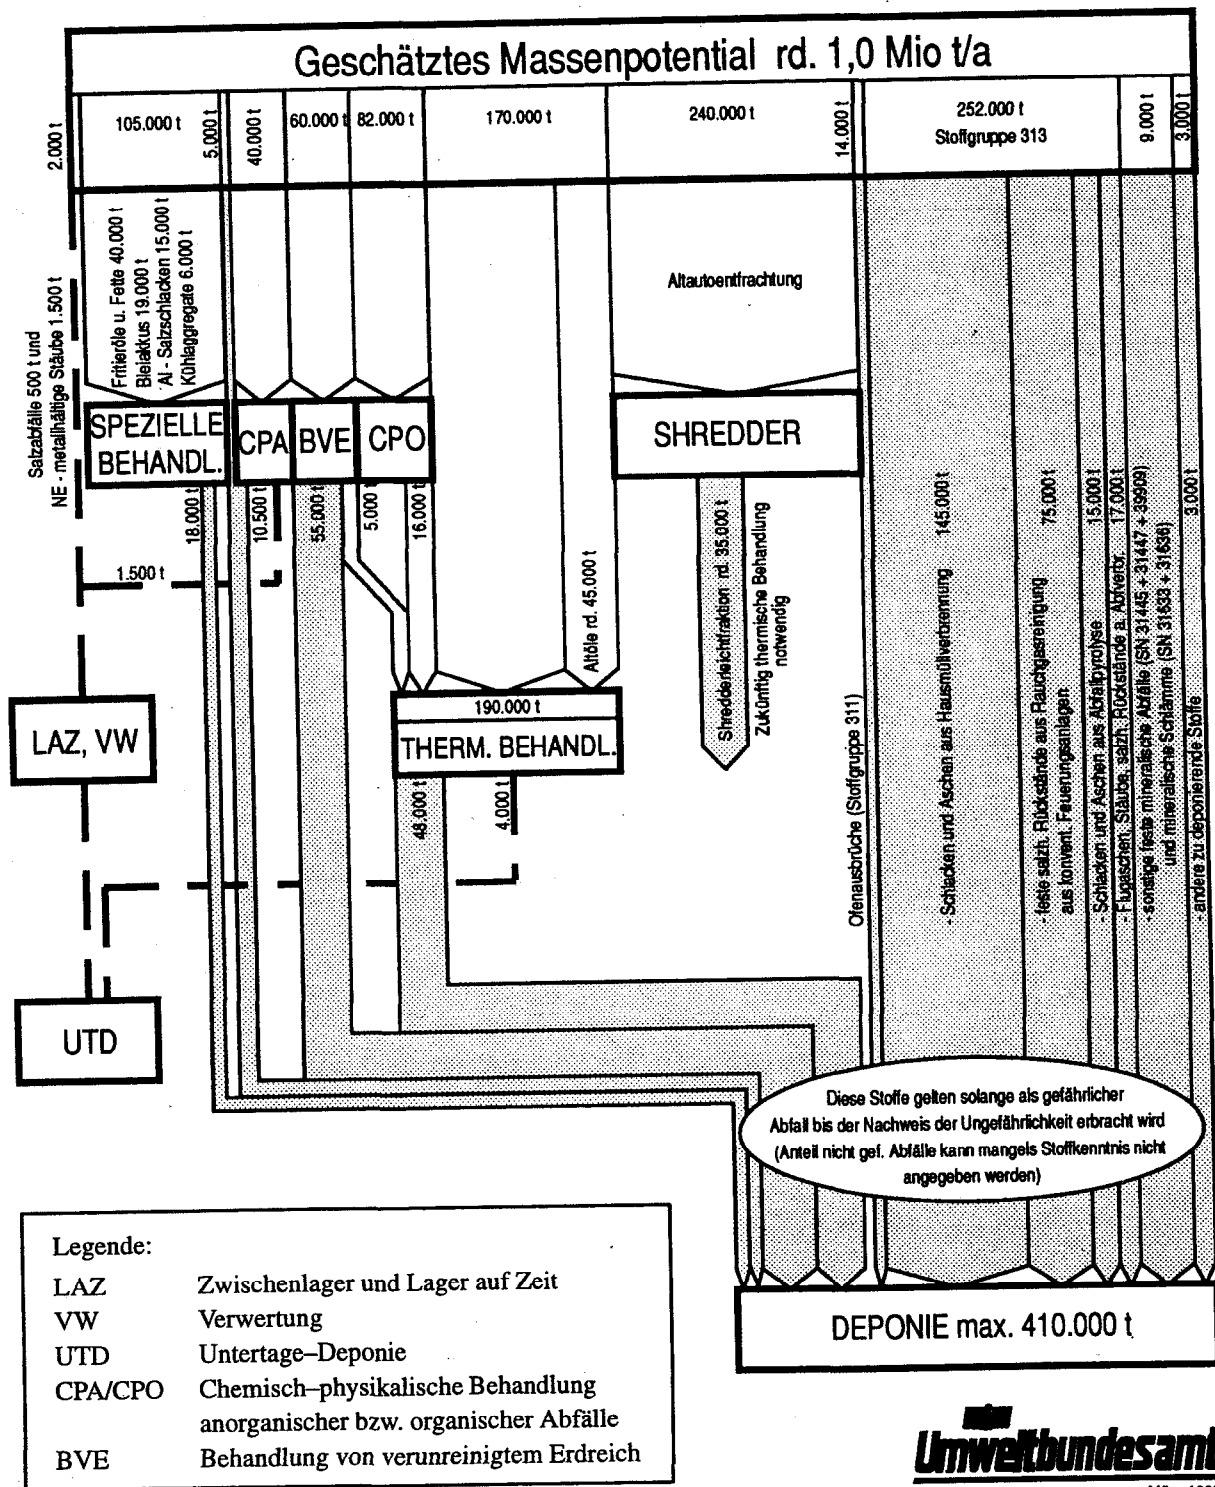 Geschätztes Massenpotential rd. 1,0 Mio t/a
2.000 t
105.000 t
5.000 t
40.000 t
60.000 t
82.000 t
170.000 t
240.000 t
14.000 t
252.000 t
Stoffgruppe 313
9.000 t
3.000 t
Salzabfälle 500 t und
NE - metallhältige Stäube 1.500 t
Fritieröle u. Fette 40.000 t
Bleiakkus 19.000 t
Al - Salzschlacken 15.000 t
Kühlaggregate 6.000 t
Altautoentfrachtung
SPEZIELLE
BEHANDL.
CPA
BVE
CPO
SHREDDER
18.000 t
10.500 t
55.000 t
5.000 t
16.000 t
1.500 t
Altöle rd. 45.000 t
Shredderleichtfraktion rd. 35.000 t
Zukünftig thermische Behandlung
notwendig
Ofenausbrüche (Stoffgruppe 311)
- Schlacken und Aschen aus Hausmüllverbrennung 145.000 t
- feste salzh. Rückstände aus Rauchgasreinigung 75.000 t
aus konvent. Feuerungsanlagen
- Schlacken und Aschen aus Abfallpyrolyse 15.000 t
- Flugaschen, Stäube, salzh. Rückstände a. Abfverbr. 17.000 t
- sonstige feste mineralische Abfälle (SN 31445 + 31447 + 39909)
und mineralische Schlämme (SN 31633 + 31636)
- andere zu deponierende Stoffe 3.000 t
LAZ, VW
190.000 t
THERM. BEHANDL.
48.000 t
4.000 t
UTD
Diese Stoffe gelten solange als gefährlicher
Abfall bis der Nachweis der Ungefährlichkeit erbracht wird
(Anteil nicht gef. Abfälle kann mangels Stoffkenntnis nicht
angegeben werden)
DEPONIE max. 410.000 t
Legende:
LAZ Zwischenlager und Lager auf Zeit
VW Verwertung
UTD Untertage–Deponie
CPA/CPO Chemisch–physikalische Behandlung
anorganischer bzw. organischer Abfälle
BVE Behandlung von verunreinigtem Erdreich
Umweltbundesamt